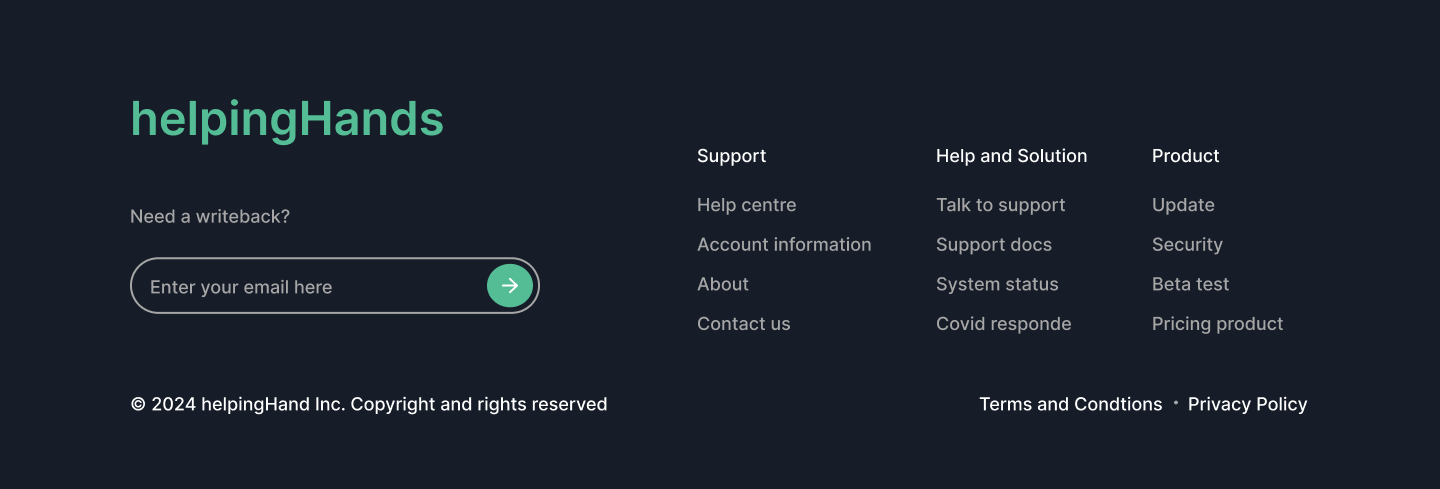 helpingHands
Need a writeback?
Enter your email here
Support
Help centre
Account information
About
Contact us
Help and Solution
Talk to support
Support docs
System status
Covid responde
Product
Update
Security
Beta test
Pricing product
© 2024 helpingHand Inc. Copyright and rights reserved
Terms and Condtions • Privacy Policy